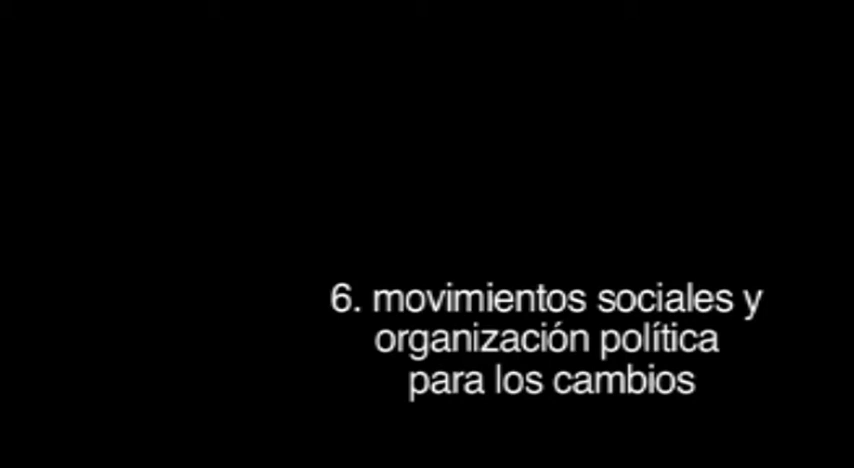 6. movimientos sociales y
organización política
para los cambios